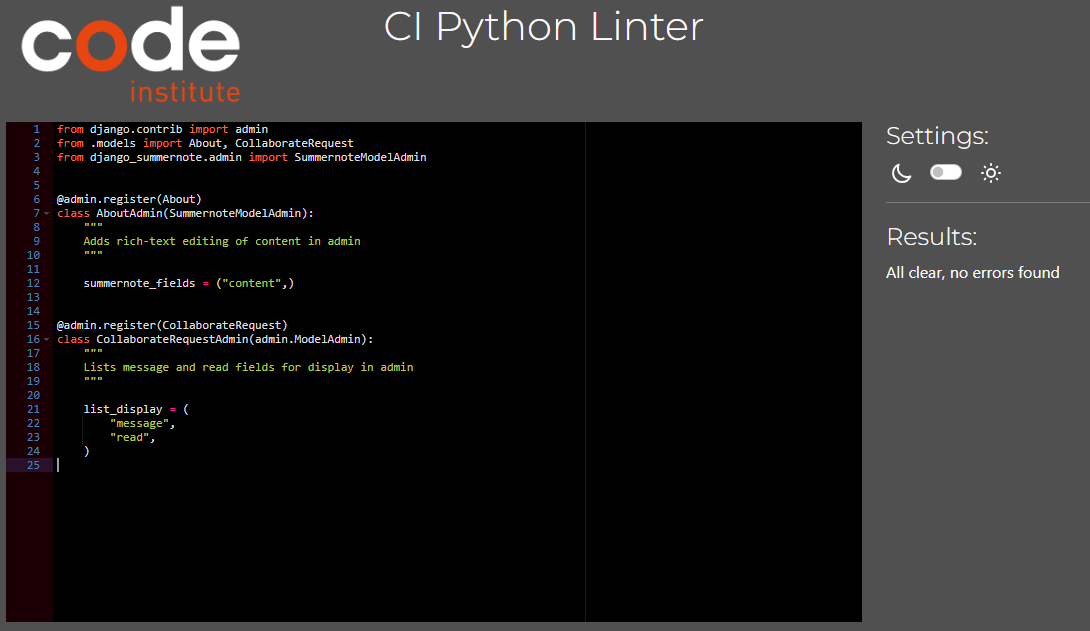 code
institute
CI Python Linter
1 from django.contrib import admin
2 from .models import About, CollaborateRequest
3 from django_summernote.admin import SummernoteModelAdmin
4
5
6 @admin.register(About)
7 class AboutAdmin(SummernoteModelAdmin):
8     """
9     Adds rich-text editing of content in admin
10     """
11
12     summernote_fields = ("content",)
13
14
15 @admin.register(CollaborateRequest)
16 class CollaborateRequestAdmin(admin.ModelAdmin):
17     """
18     Lists message and read fields for display in admin
19     """
20
21     list_display = (
22         "message",
23         "read",
24     )
25
Settings:
Results:
All clear, no errors found